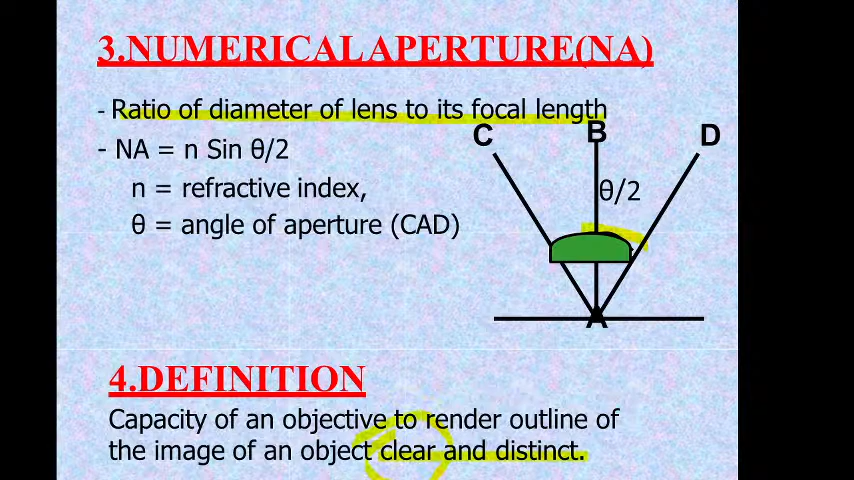 3.NUMERICALAPERTURE(NA)
- Ratio of diameter of lens to its focal length
- NA = n Sin θ/2
n = refractive index,
θ = angle of aperture (CAD)
C B D
θ/2
A
4.DEFINITION
Capacity of an objective to render outline of
the image of an object clear and distinct.